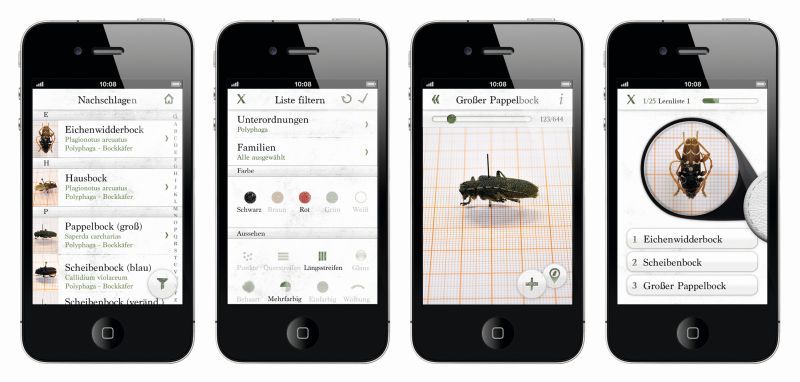 10:08
Nachschlagen
E
Eichenwidderbock
Plagionotus arcuatus
Polyphaga - Bockkäfer
H
Hausbock
Plagionotus arcuatus
Polyphaga - Bockkäfer
P
Pappelbock (groß)
Saperda carcharias
Polyphaga - Bockkäfer
Scheibenbock (blau)
Callidium violaceum
Polyphaga - Bockkäfer
Scheibenbock (veränd.
10:08
X Liste filtern
Unterordnungen
Polyphaga
Familien
Alle ausgewählt
Farbe
Schwarz Braun Rot Grün Weiß
Aussehen
Punkte Querstreifen Längsstreifen Glanz
Behaart Mehrfarbig Einfarbig Wölbung
10:08
Großer Pappelbock i
123/644
10:08
X 1/25 Lernliste 1
1 Eichenwidderbock
2 Scheibenbock
3 Großer Pappelbock